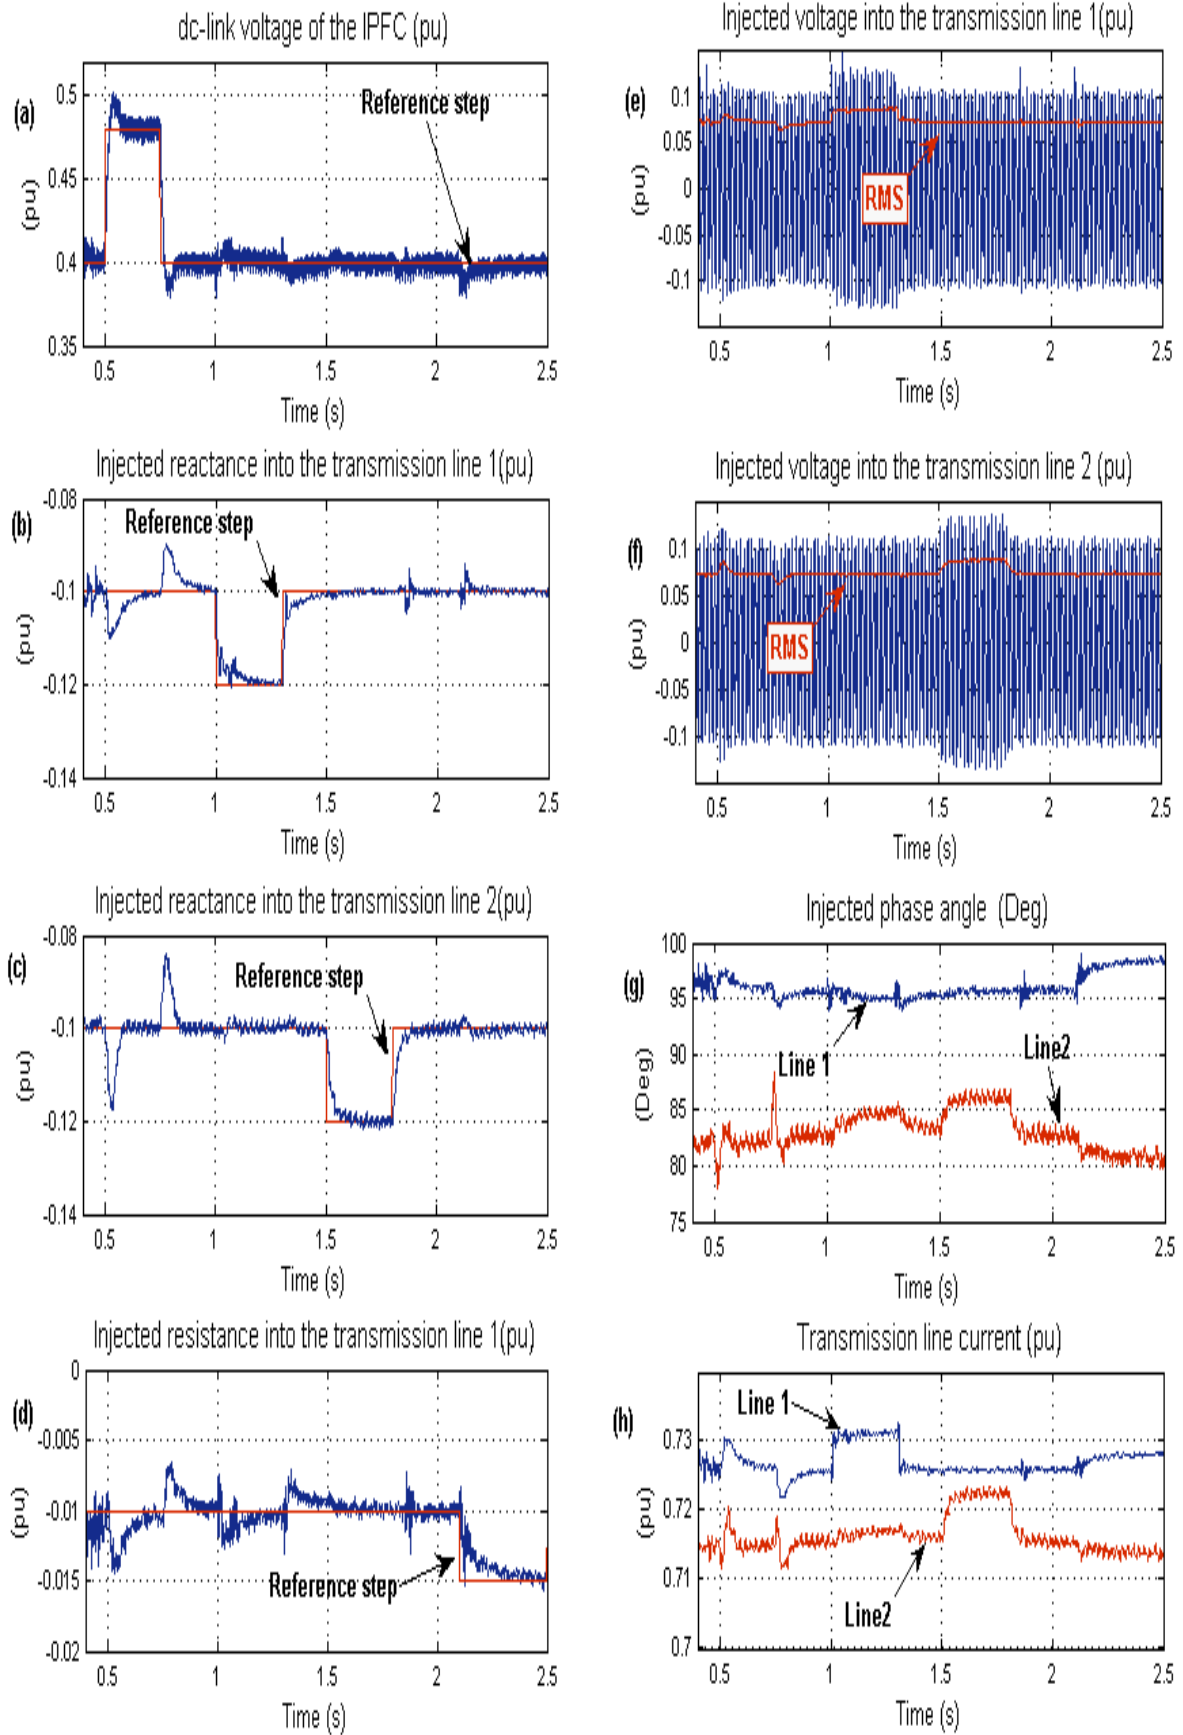 dc-link voltage of the IPFC (pu)
(a)
Reference step
(pu)
0.5
0.45
0.4
0.35
0.5
1
1.5
2
2.5
Time (s)
Injected reactance into the transmission line 1(pu)
(b)
Reference step
(pu)
-0.08
-0.1
-0.12
-0.14
0.5
1
1.5
2
2.5
Time (s)
Injected reactance into the transmission line 2(pu)
(c)
Reference step
(pu)
-0.08
-0.1
-0.12
-0.14
0.5
1
1.5
2
2.5
Time (s)
Injected resistance into the transmission line 1(pu)
(d)
Reference step
(pu)
0
-0.005
-0.01
-0.015
-0.02
0.5
1
1.5
2
2.5
Time (s)
Injected voltage into the transmission line 1(pu)
(e)
RMS
(pu)
0.1
0.05
0
-0.05
-0.1
0.5
1
1.5
2
2.5
Time (s)
Injected voltage into the transmission line 2 (pu)
(f)
RMS
(pu)
0.1
0.05
0
-0.05
-0.1
0.5
1
1.5
2
2.5
Time (s)
Injected phase angle (Deg)
(g)
Line 1
Line2
(Deg)
100
95
90
85
80
75
0.5
1
1.5
2
2.5
Time (s)
Transmission line current (pu)
(h)
Line 1
Line2
(pu)
0.73
0.72
0.71
0.7
0.5
1
1.5
2
2.5
Time (s)